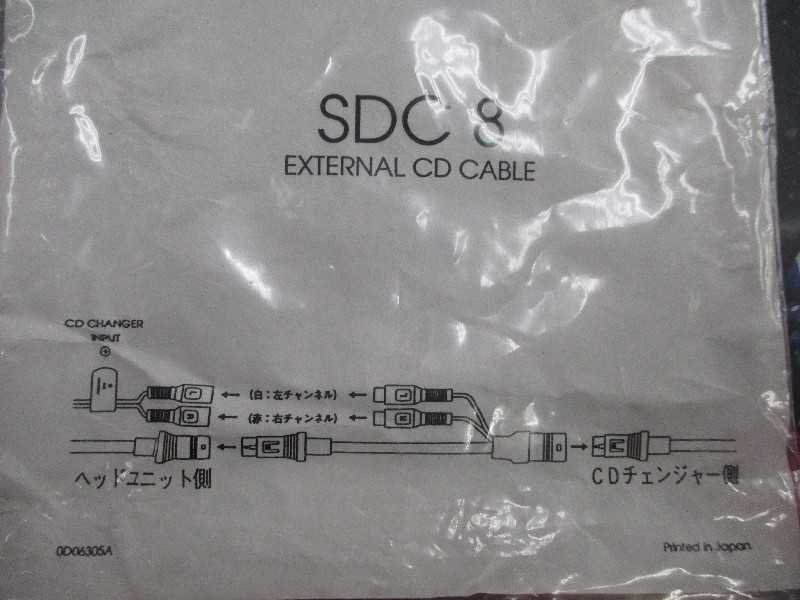 SDC 8
EXTERNAL CD CABLE
CD CHANGER
INPUT
L ← (白：左チャンネル) ← L
R ← (赤：右チャンネル) ← R
ヘッドユニット側
CDチェンジャー側
0D06305A
Printed in Japan